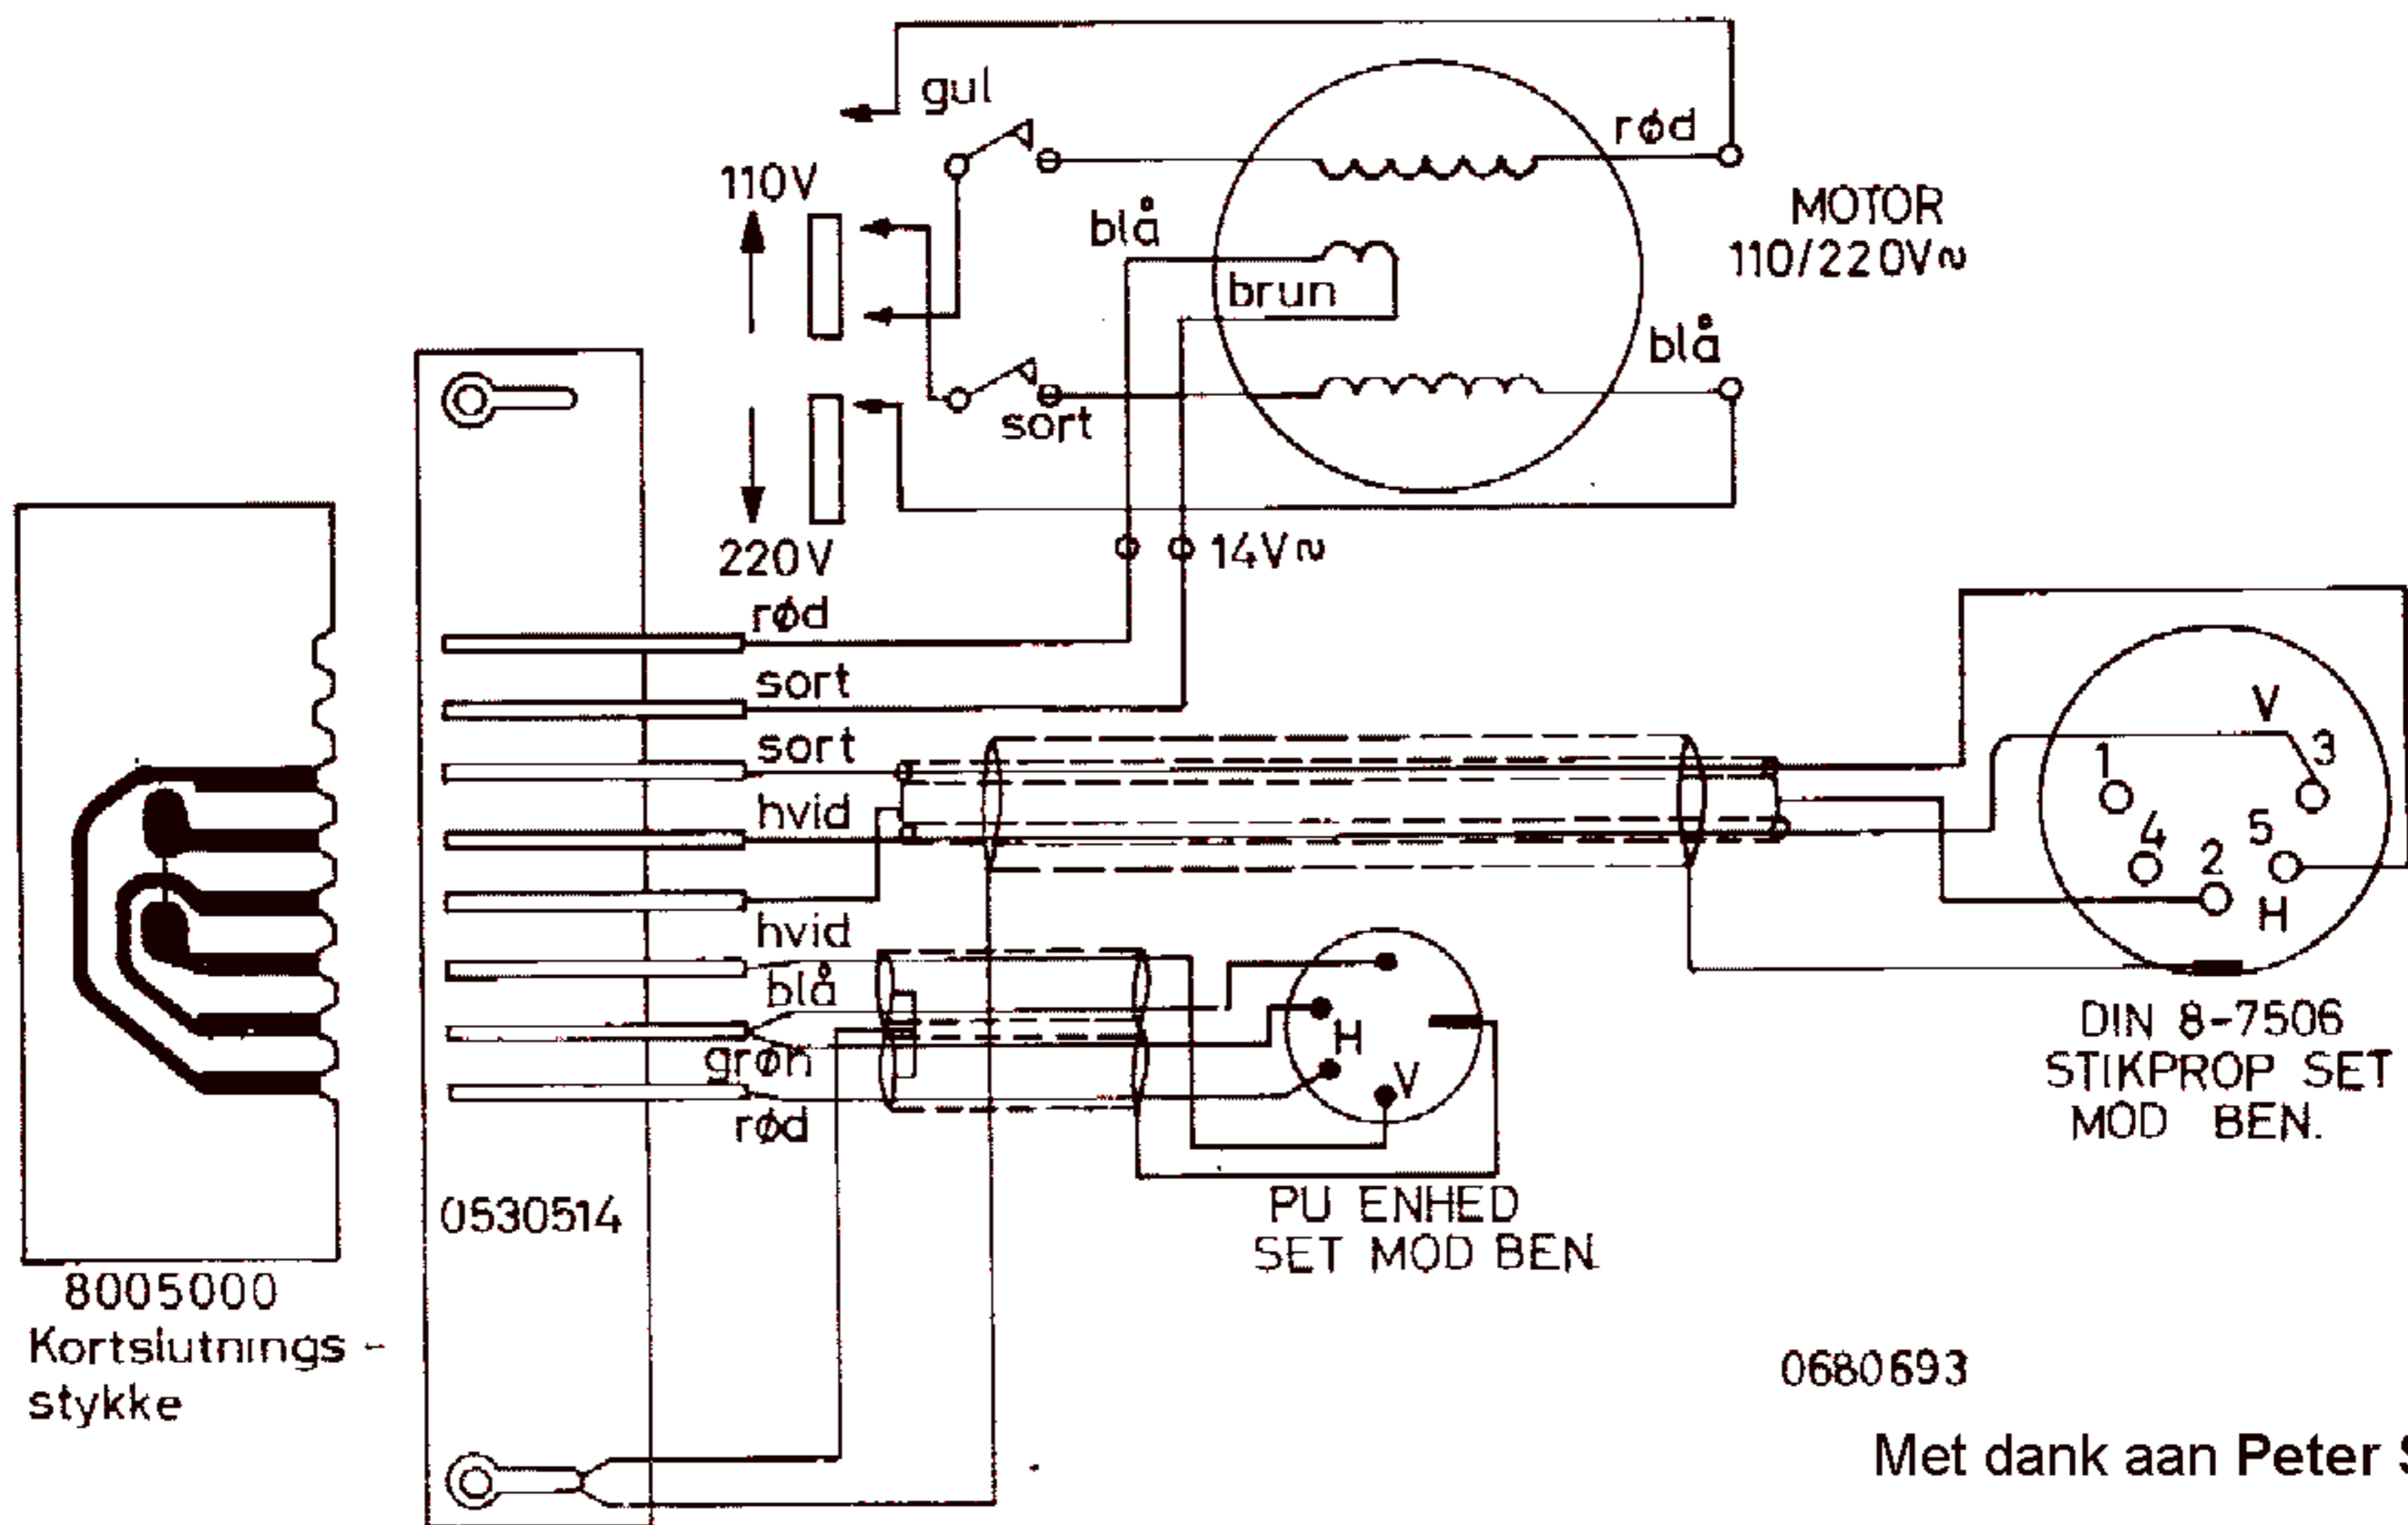 gul
rød
110V
blå
MOTOR
110/220V~
brun
blå
sort
220V
14V~
rød
sort
sort
V
3
1
hvid
5
4
2
H
hvid
blå
H
grøn
V
rød
DIN 8-7506
STIKPROP SET
MOD BEN.
0530514
PU ENHED
SET MOD BEN.
8005000
Kortslutnings-
stykke
0680693
Met dank aan Peter